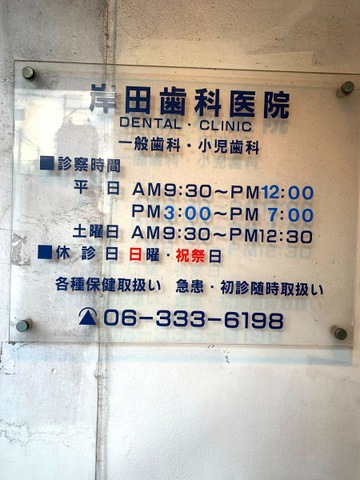 岸田歯科医院
DENTAL・CLINIC
一般歯科・小児歯科
■診察時間
平 日 AM9:30～PM12:00
PM3:00～PM 7:00
土曜日 AM9:30～PM12:30
■休診日 日曜・祝祭日
各種保健取扱い 急患・初診随時取扱い
06-333-6198